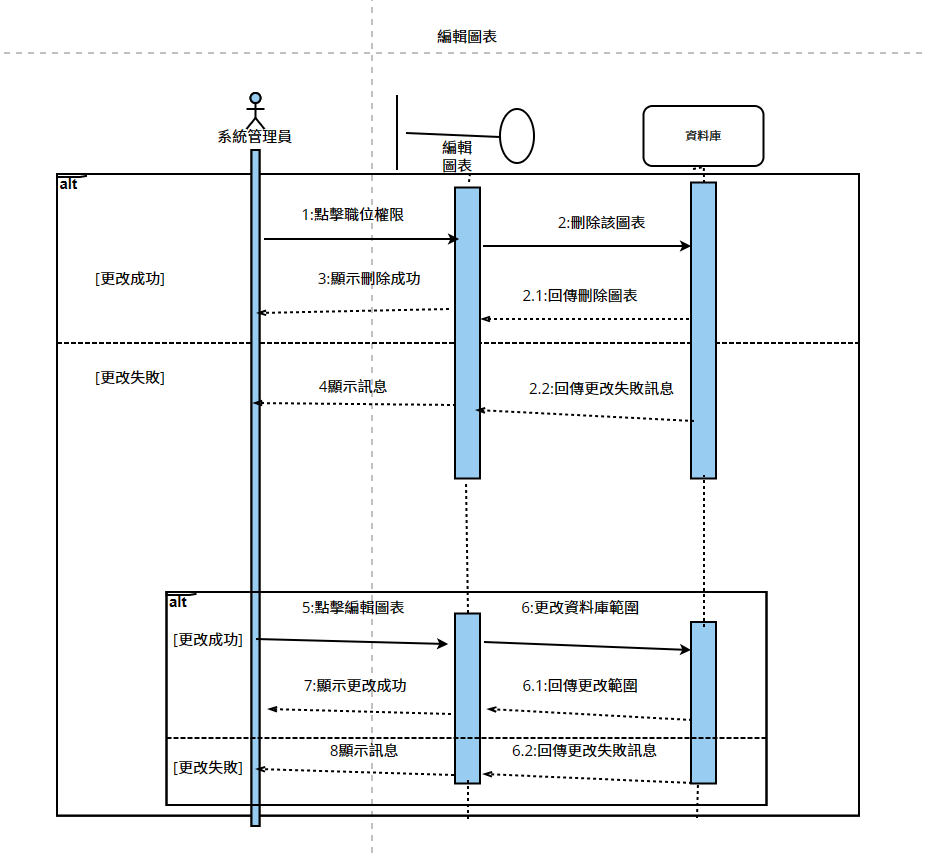 編輯圖表
系統管理員
編輯
圖表
資料庫
alt
1:點擊職位權限
2:刪除該圖表
[更改成功]
3:顯示刪除成功
2.1:回傳刪除圖表
[更改失敗]
4顯示訊息
2.2:回傳更改失敗訊息
alt
5:點擊編輯圖表
6:更改資料庫範圍
[更改成功]
7:顯示更改成功
6.1:回傳更改範圍
8顯示訊息
6.2:回傳更改失敗訊息
[更改失敗]